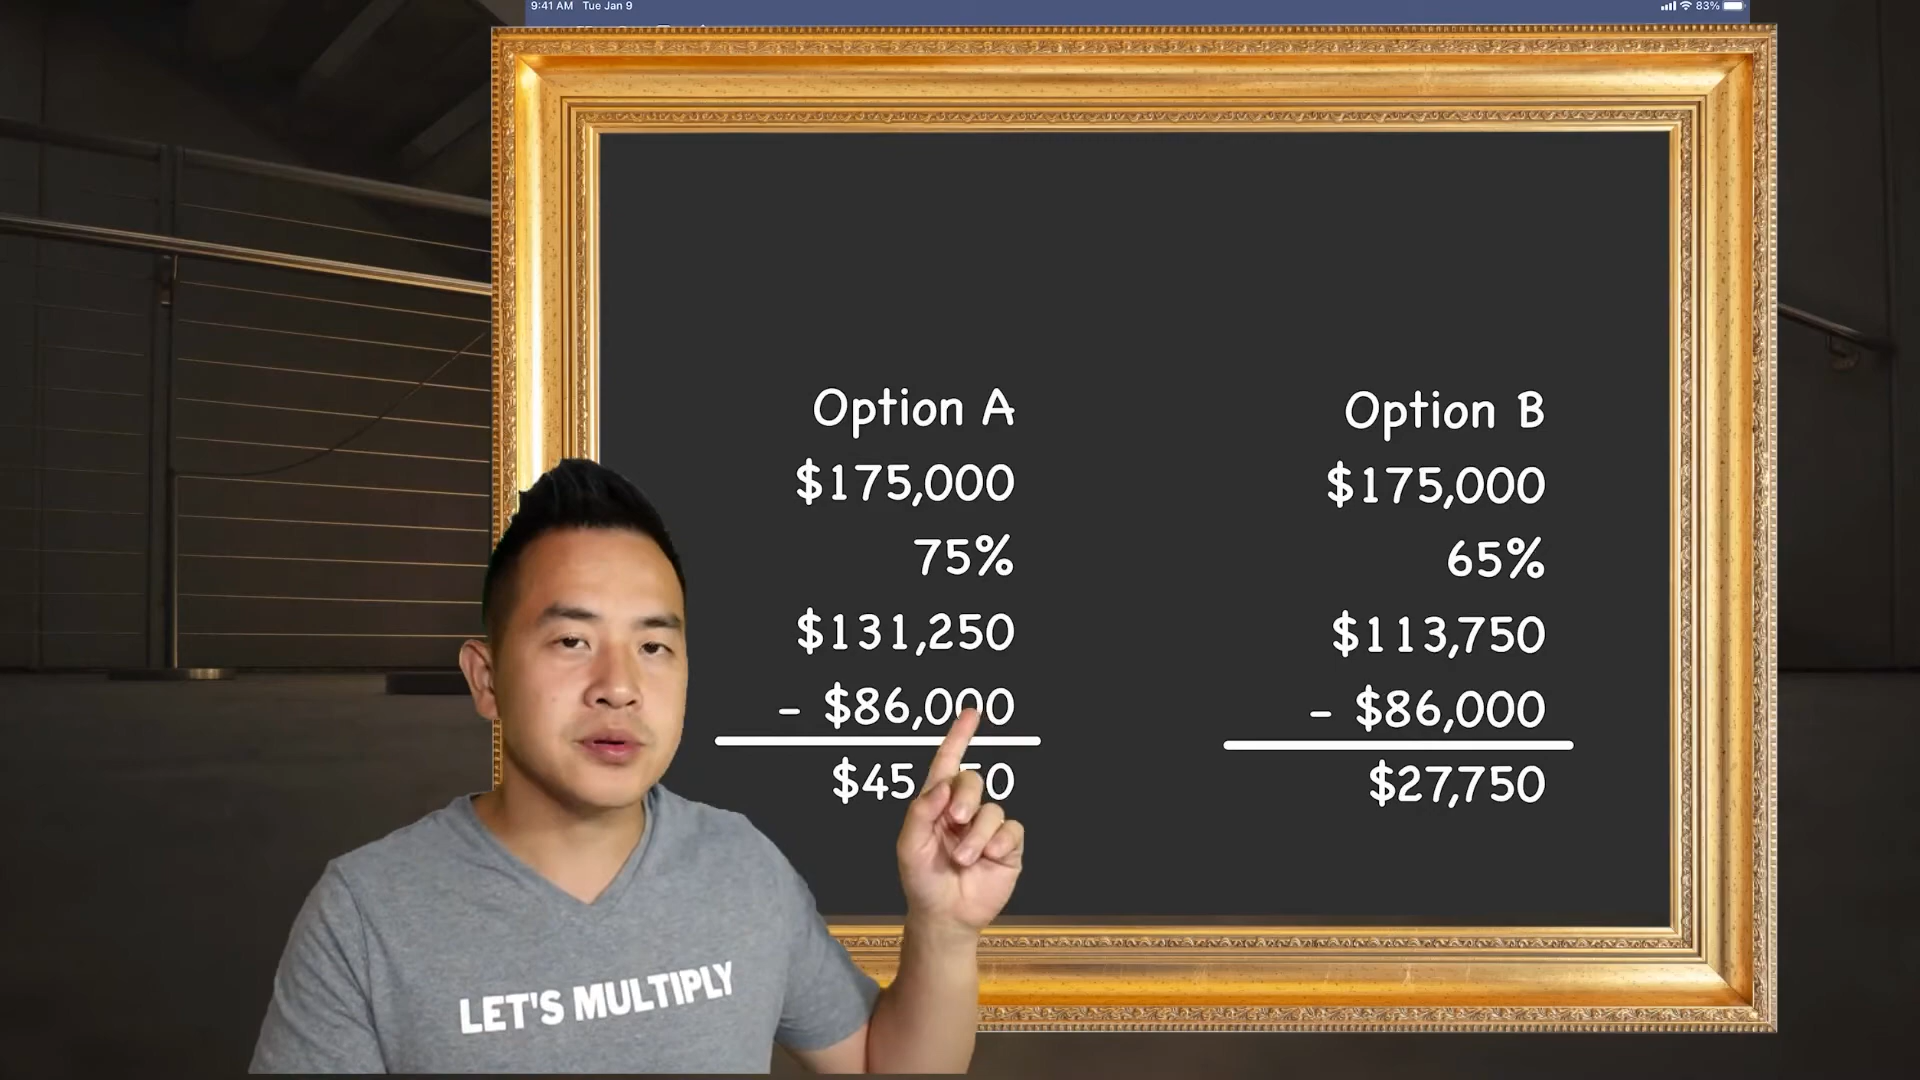 9:41 AM Tue Jan 9
83%
Option A
$175,000
75%
$131,250
- $86,000
Option B
$175,000
65%
$113,750
- $86,000
$27,750
LET'S MULTIPLY